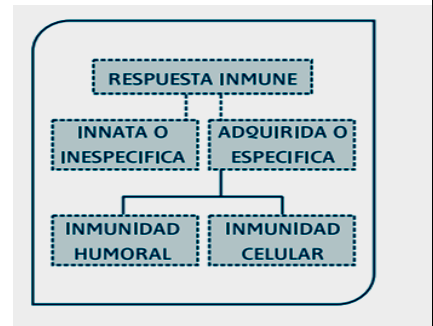 RESPUESTA INMUNE
INNATA O
INESPECIFICA
ADQUIRIDA O
ESPECIFICA
INMUNIDAD
HUMORAL
INMUNIDAD
CELULAR